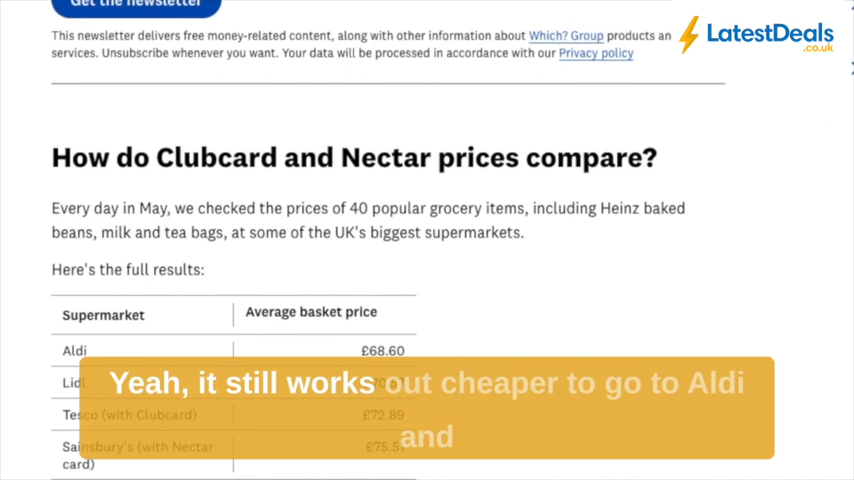 Get the newsletter
This newsletter delivers free money-related content, along with other information about Which? Group products an
services. Unsubscribe whenever you want. Your data will be processed in accordance with our Privacy policy
LatestDeals
.co.uk
How do Clubcard and Nectar prices compare?
Every day in May, we checked the prices of 40 popular grocery items, including Heinz baked
beans, milk and tea bags, at some of the UK's biggest supermarkets.
Here's the full results:
Supermarket Average basket price
Aldi £68.60
Lidl
Tesco (with Clubcard) £72.89
Sainsbury's (with Nectar
card)
Yeah, it still works out cheaper to go to Aldi
and